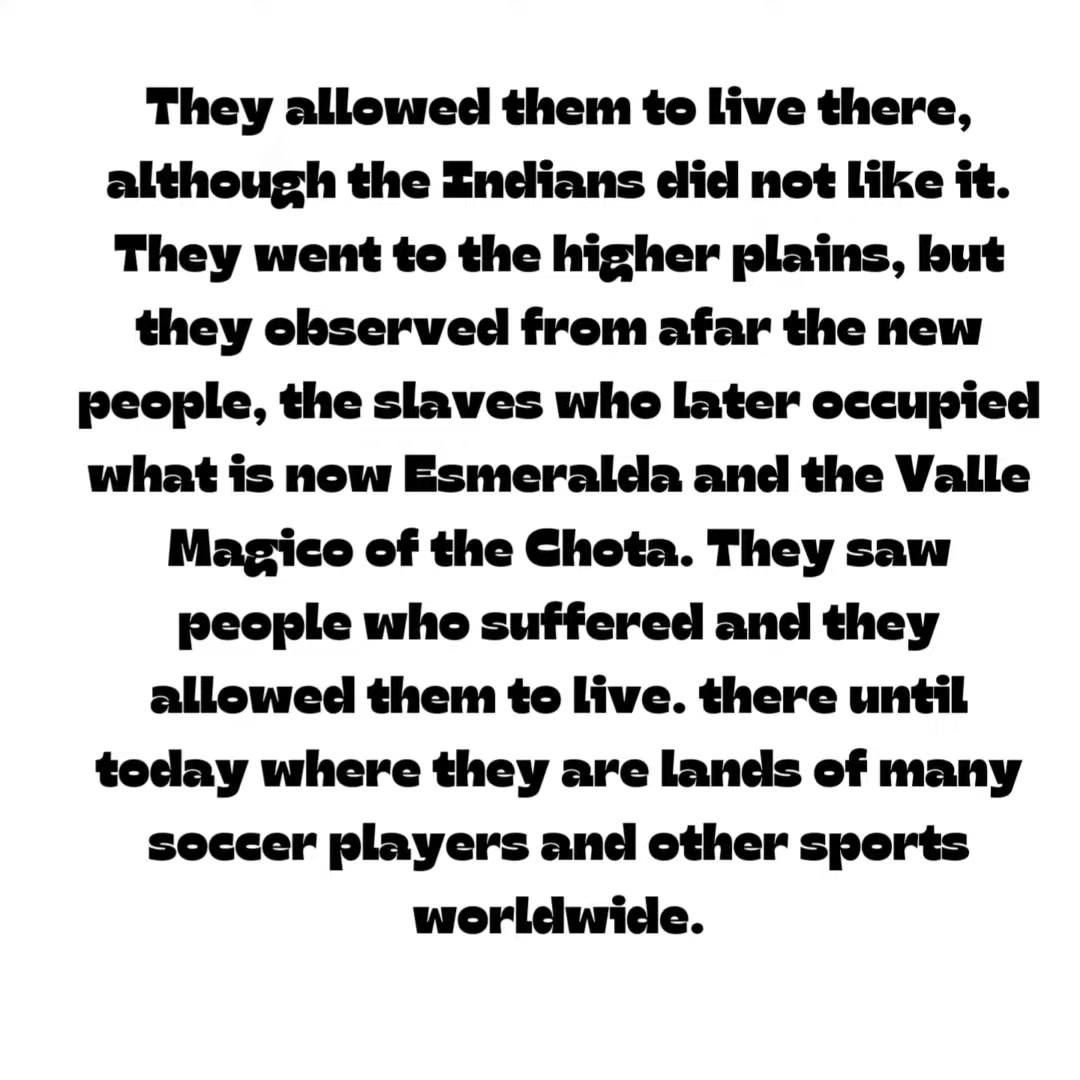 They allowed them to live there,
although the Indians did not like it.
They went to the higher plains, but
they observed from afar the new
people, the slaves who later occupied
what is now Esmeralda and the Valle
Magico of the Chota. They saw
people who suffered and they
allowed them to live. there until
today where they are lands of many
soccer players and other sports
worldwide.